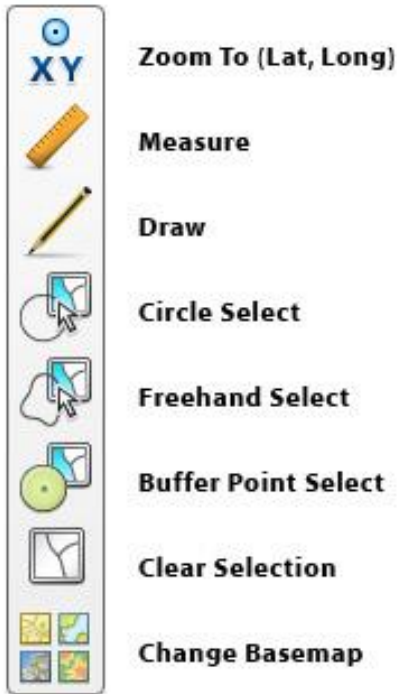 XY
Zoom To (Lat, Long)
Measure
Draw
Circle Select
Freehand Select
Buffer Point Select
Clear Selection
Change Basemap